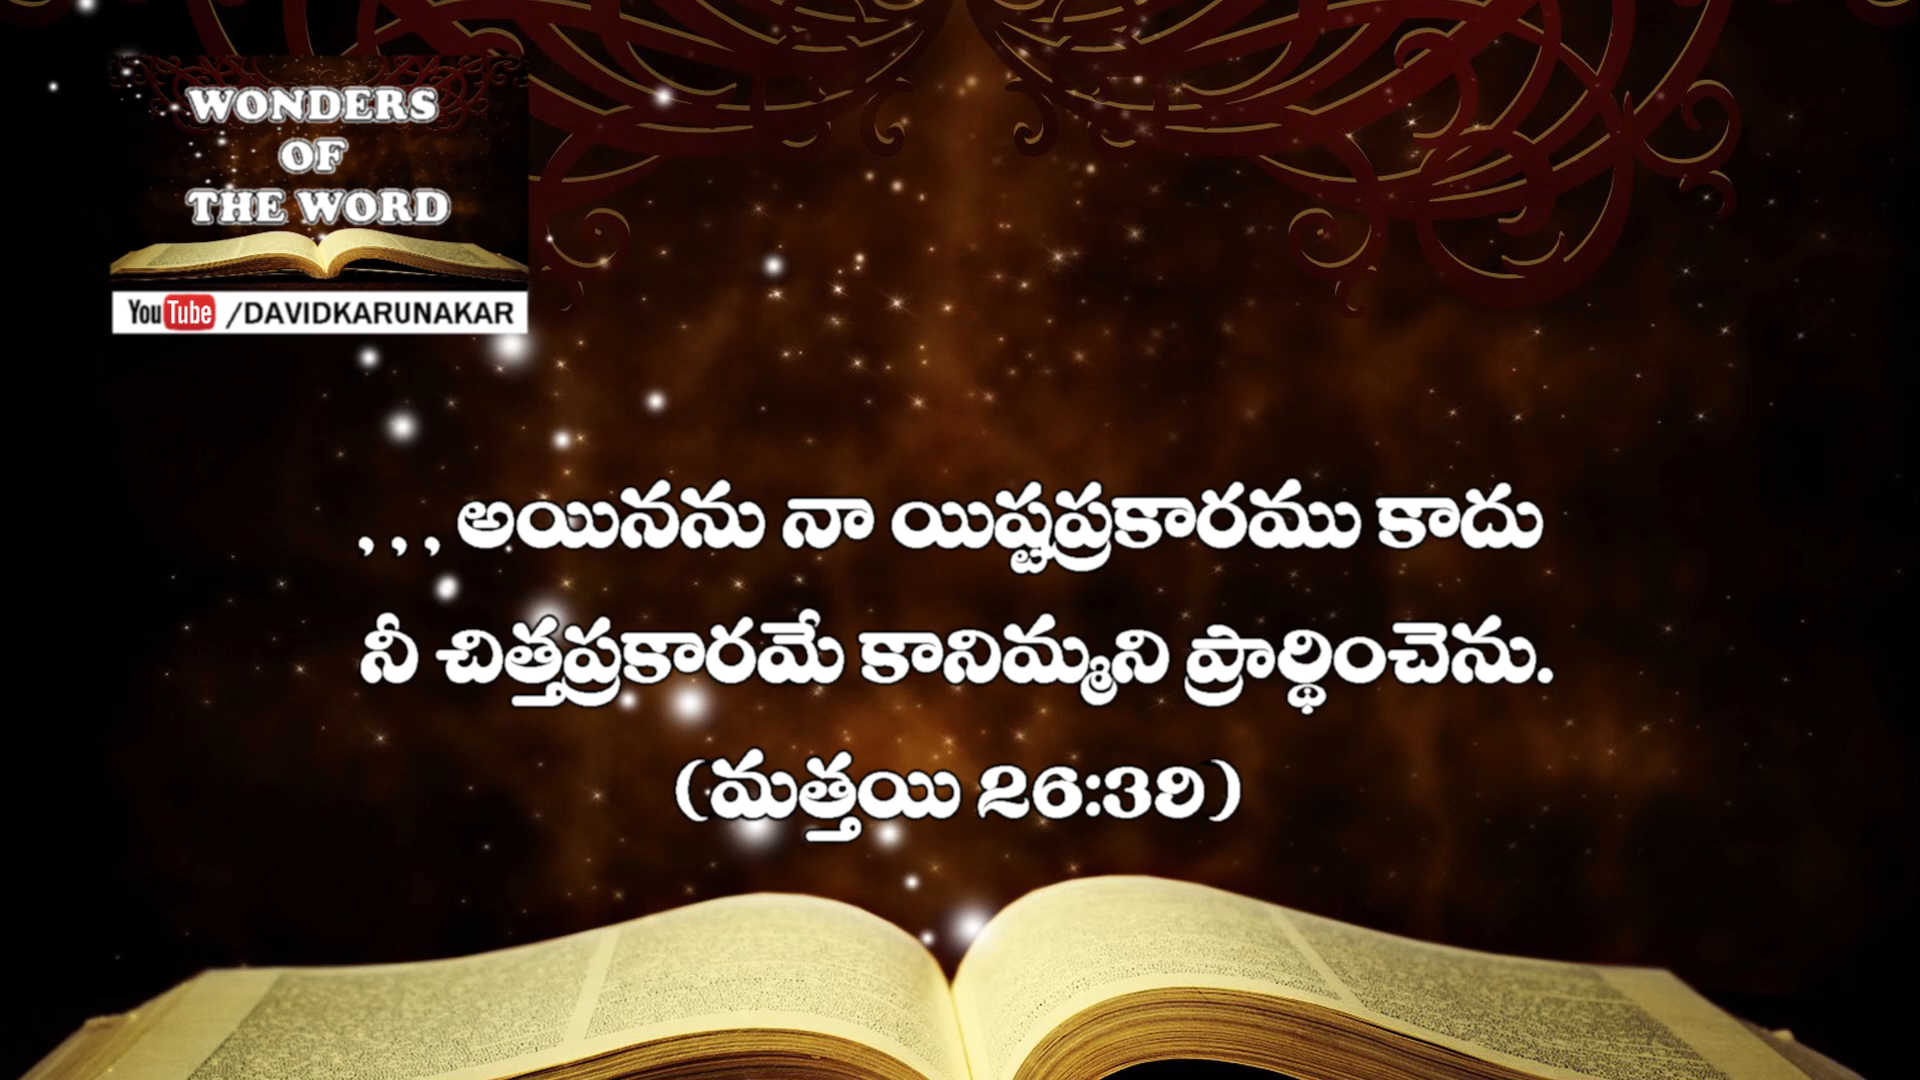 WONDERS
OF
THE WORD
YouTube /DAVIDKARUNAKAR
, , , అయినను నా యిష్టప్రకారము కాదు
నీ చిత్తప్రకారమే కానిమ్మని ప్రార్థించెను.
(మత్తయి 26:39)